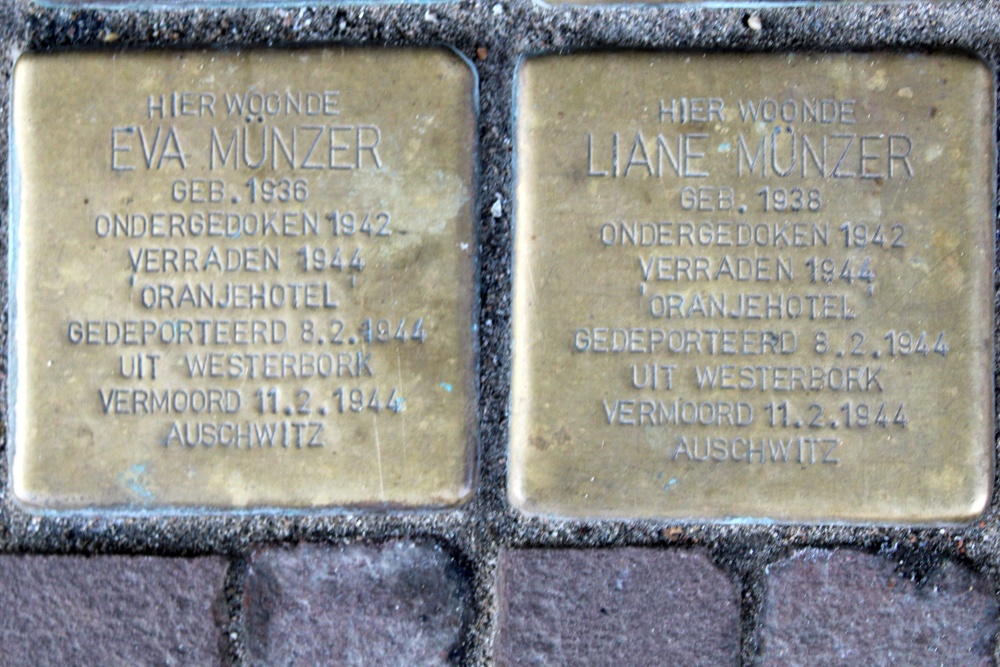 HIER WOONDE
EVA MÜNZER
GEB. 1936
ONDERGEDOKEN 1942
VERRADEN 1944
'ORANJEHOTEL'
GEDEPORTEERD 8.2.1944
UIT WESTERBORK
VERMOORD 11.2.1944
AUSCHWITZ
HIER WOONDE
LIANE MÜNZER
GEB. 1938
ONDERGEDOKEN 1942
VERRADEN 1944
'ORANJEHOTEL'
GEDEPORTEERD 8.2.1944
UIT WESTERBORK
VERMOORD 11.2.1944
AUSCHWITZ